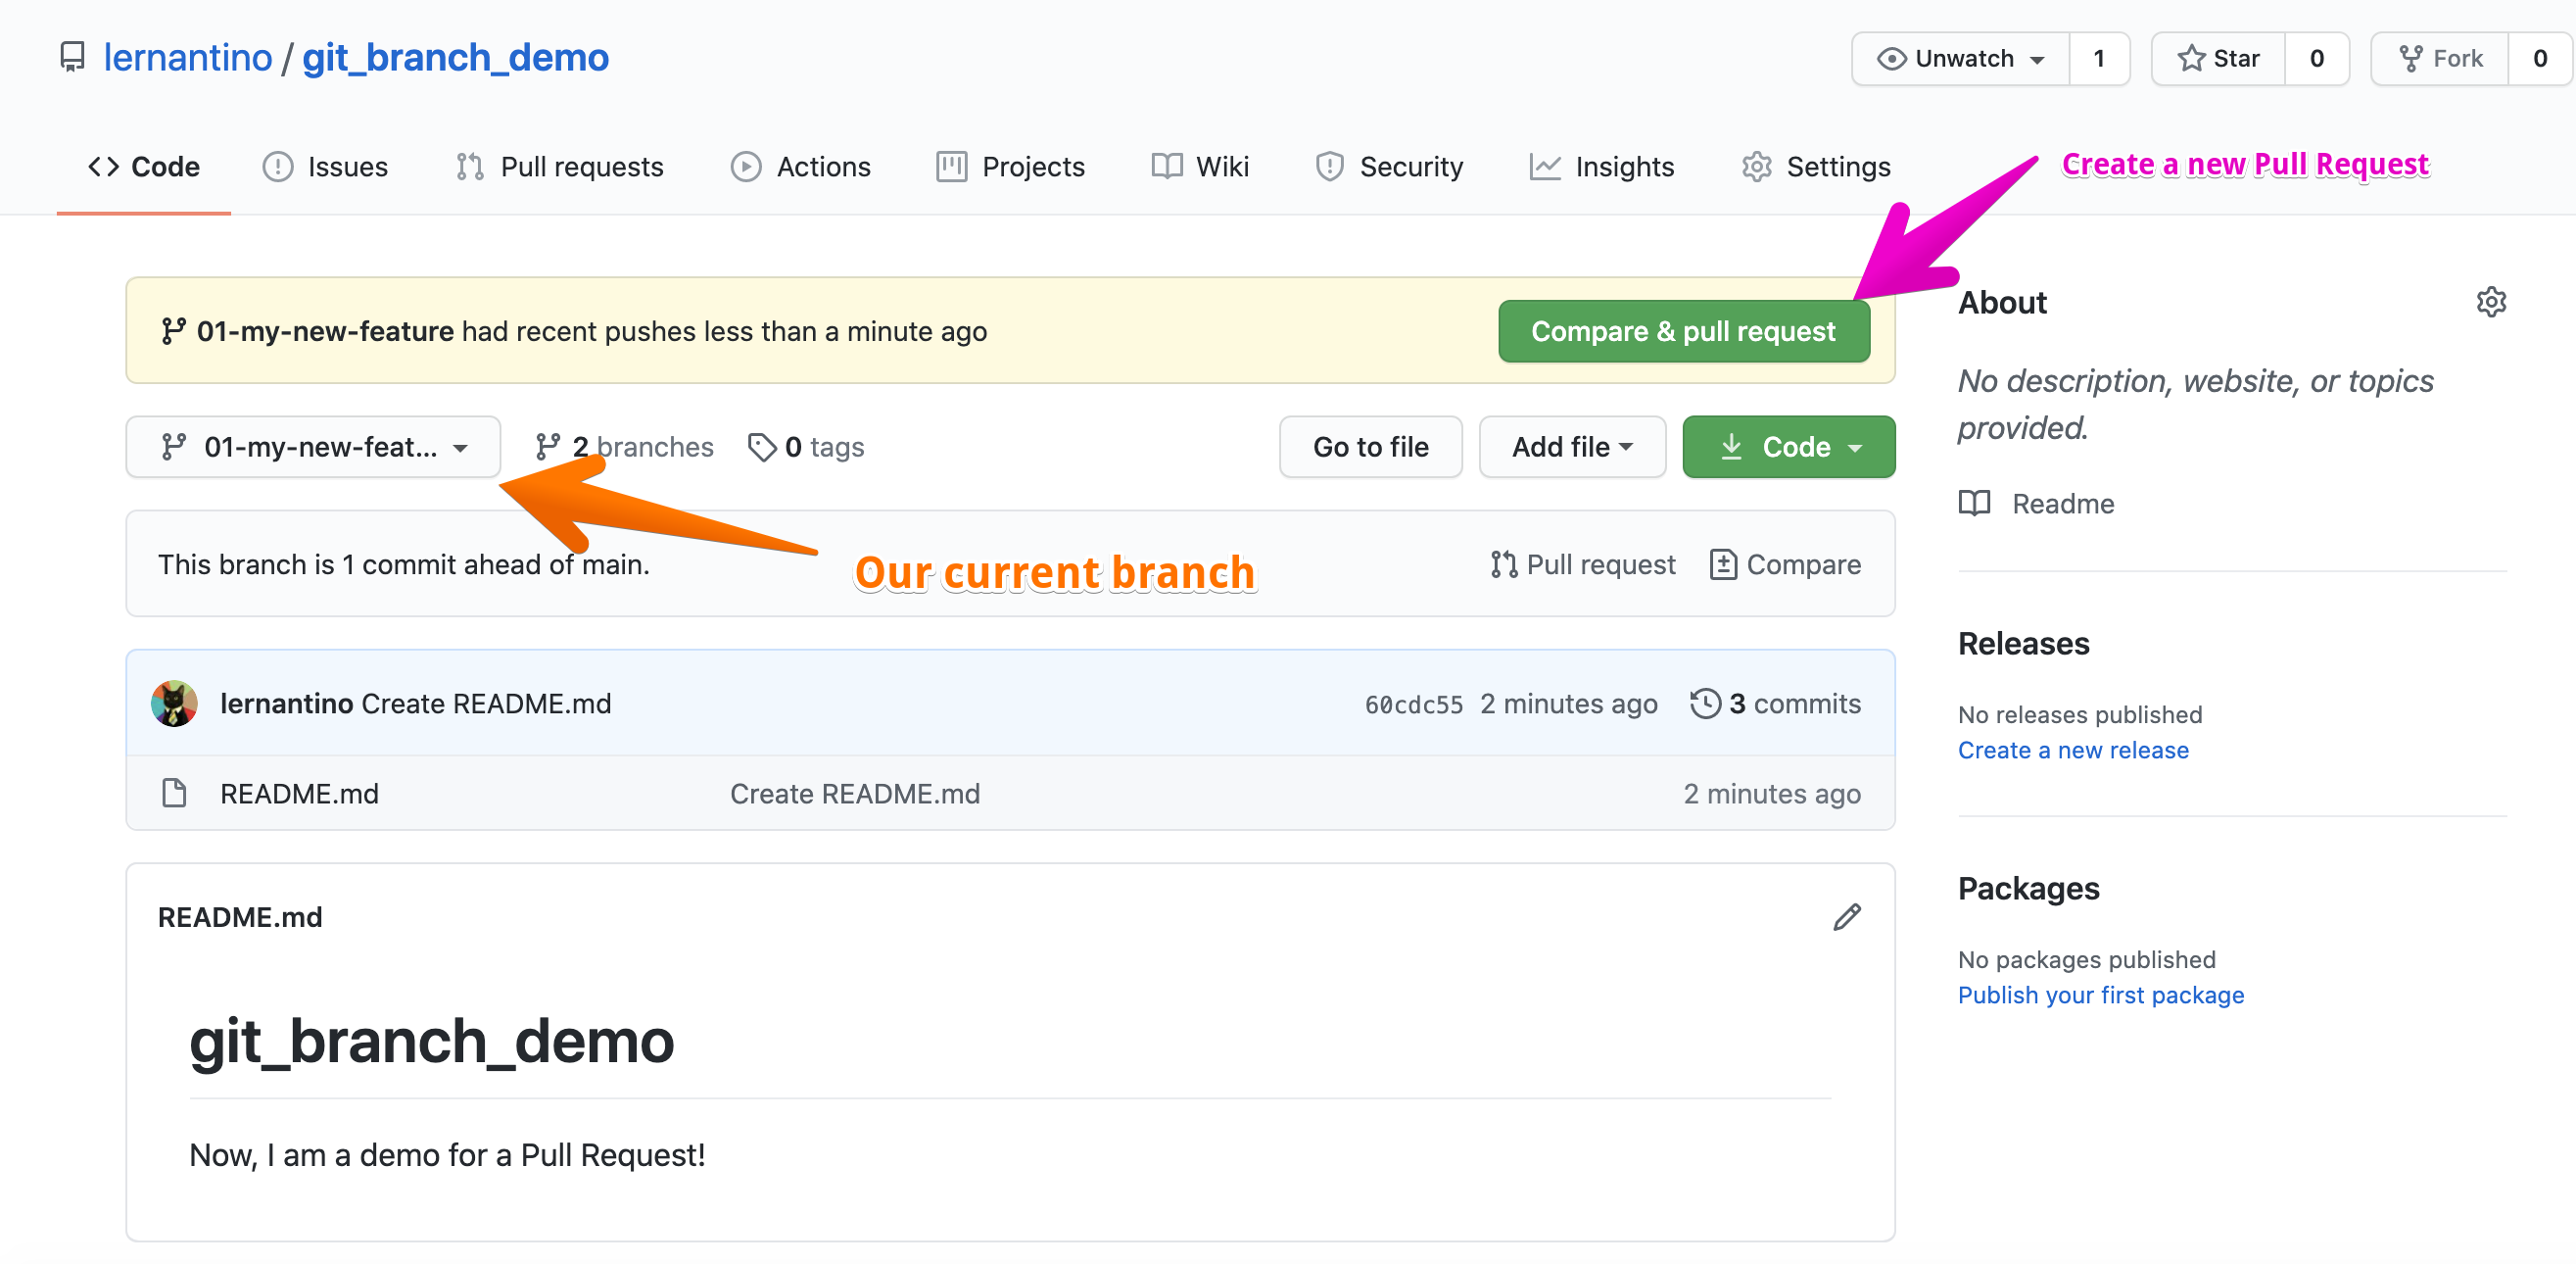 lernantino / git_branch_demo
Unwatch 1 Star 0 Fork 0
Code Issues Pull requests Actions Projects Wiki Security Insights Settings
Create a new Pull Request
01-my-new-feature had recent pushes less than a minute ago
Compare & pull request
01-my-new-feat... 2 branches 0 tags
Go to file Add file Code
This branch is 1 commit ahead of main.
Our current branch
Pull request Compare
lernantino Create README.md 60cdc55 2 minutes ago 3 commits
README.md Create README.md 2 minutes ago
README.md
git_branch_demo
Now, I am a demo for a Pull Request!
About
No description, website, or topics
provided.
Readme
Releases
No releases published
Create a new release
Packages
No packages published
Publish your first package